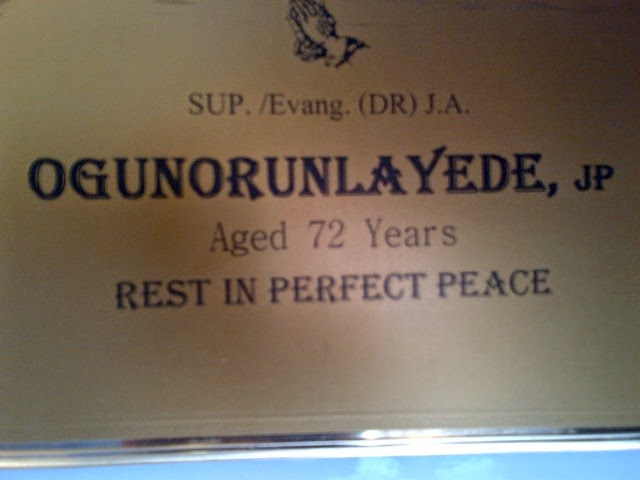 SUP. /Evang. (DR) J.A.
OGUNORUNLAYEDE, JP
Aged 72 Years
REST IN PERFECT PEACE